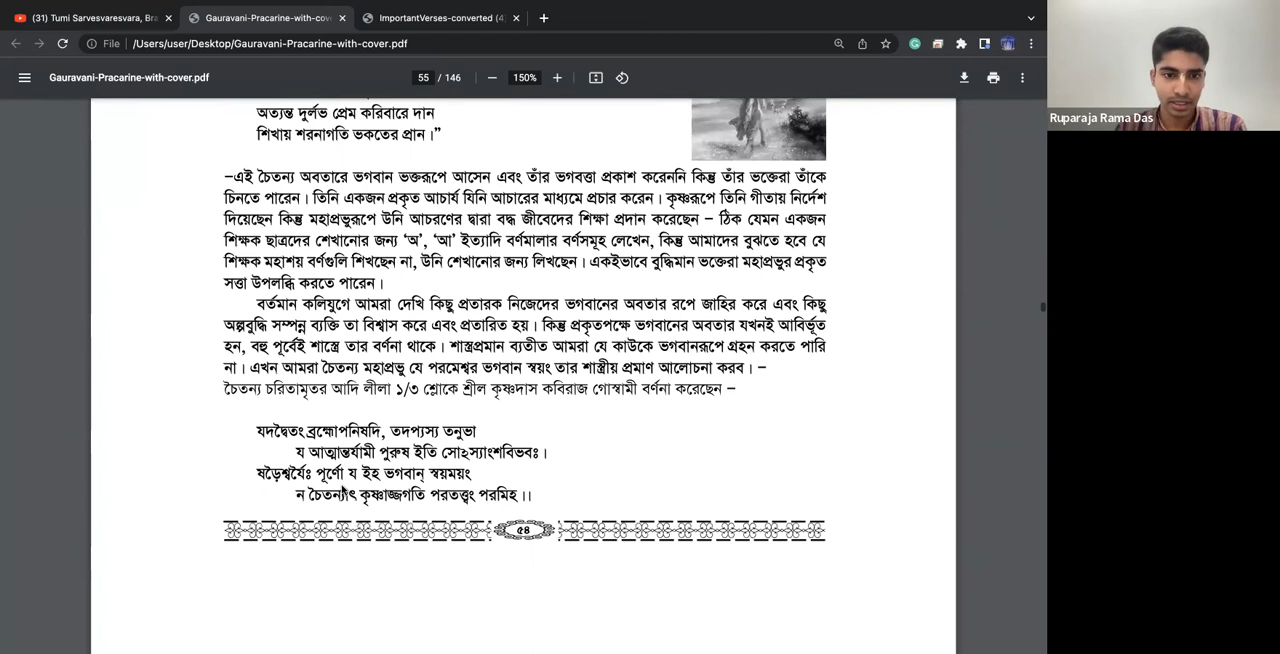 (31) Tumi Sarvesvaresvara, Bra
Gauravani-Pracarine-with-cove
ImportantVerses-converted (4)
File /Users/user/Desktop/Gauravani-Pracarine-with-cover.pdf
Gauravani-Pracarine-with-cover.pdf
55 / 146
150%
Ruparaja Rama Das
অত্যন্ত দুর্লভ প্রেম করিবারে দান
শিখায় শরনাগতি ভকতের প্রান।”
–এই চৈতন্য অবতারে ভগবান ভক্তরূপে আসেন এবং তাঁর ভগবত্তা প্রকাশ করেননি কিন্তু তাঁর ভক্তেরা তাঁকে
চিনতে পারেন। তিনি একজন প্রকৃত আচার্য যিনি আচারের মাধ্যমে প্রচার করেন। কৃষ্ণরূপে তিনি গীতায় নির্দেশ
দিয়েছেন কিন্তু মহাপ্রভুরূপে উনি আচরণের দ্বারা বদ্ধ জীবেদের শিক্ষা প্রদান করেছেন – ঠিক যেমন একজন
শিক্ষক ছাত্রদের শেখানোর জন্য ‘অ’, ‘আ’ ইত্যাদি বর্ণমালার বর্ণসমূহ লেখেন, কিন্তু আমাদের বুঝতে হবে যে
শিক্ষক মহাশয় বর্ণগুলি শিখছেন না, উনি শেখানোর জন্য লিখছেন। একইভাবে বুদ্ধিমান ভক্তেরা মহাপ্রভুর প্রকৃত
সত্তা উপলব্ধি করতে পারেন।
বর্তমান কলিযুগে আমরা দেখি কিছু প্রতারক নিজেদের ভগবানের অবতার রপে জাহির করে এবং কিছু
অল্পবুদ্ধি সম্পন্ন ব্যক্তি তা বিশ্বাস করে এবং প্রতারিত হয়। কিন্তু প্রকৃতপক্ষে ভগবানের অবতার যখনই আবির্ভূত
হন, বহু পূর্বেই শাস্ত্রে তার বর্ণনা থাকে। শাস্ত্রপ্রমান ব্যতীত আমরা যে কাউকে ভগবানরূপে গ্রহন করতে পারি
না। এখন আমরা চৈতন্য মহাপ্রভু যে পরমেশ্বর ভগবান স্বয়ং তার শাস্ত্রীয় প্রমাণ আলোচনা করব। –
চৈতন্য চরিতামৃতর আদি লীলা ১/৩ শ্লোকে শ্রীল কৃষ্ণদাস কবিরাজ গোস্বামী বর্ণনা করেছেন –
যদদ্বৈতং ব্রহ্মোপনিষদি, তদপ্যস্য তনুভা
য আত্মান্তর্যামী পুরুষ ইতি সোঽস্যাংশবিভবঃ।
ষড়ৈশ্বর্যৈঃ পূর্ণো য ইহ ভগবান্ স্বয়ময়ং
ন চৈতন্যাৎ কৃষ্ণাজ্জগতি পরতত্ত্বং পরমিহ ।।
৫৪